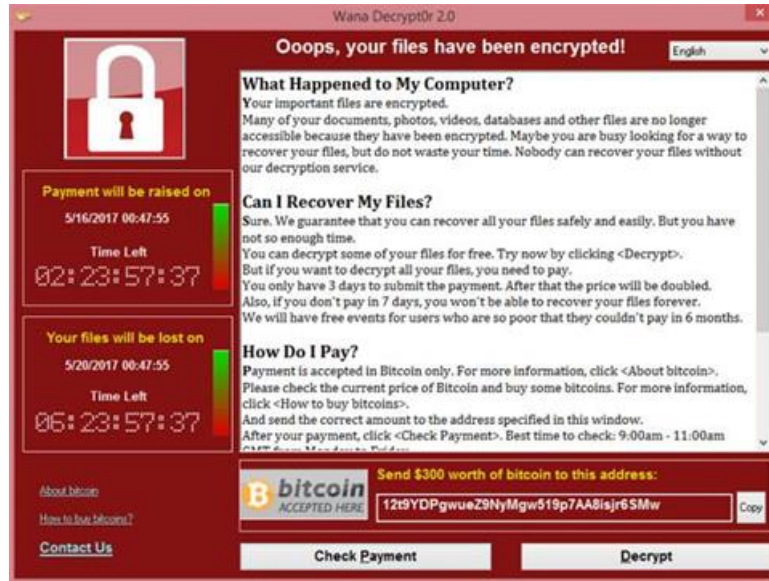 Wana Decrypt0r 2.0
Ooops, your files have been encrypted!
English
Payment will be raised on
5/16/2017 00:47:55
Time Left
02:23:57:37
Your files will be lost on
5/20/2017 00:47:55
Time Left
06:23:57:37
About bitcoin
How to buy bitcoins?
Contact Us
What Happened to My Computer?
Your important files are encrypted.
Many of your documents, photos, videos, databases and other files are no longer
accessible because they have been encrypted. Maybe you are busy looking for a way to
recover your files, but do not waste your time. Nobody can recover your files without
our decryption service.
Can I Recover My Files?
Sure. We guarantee that you can recover all your files safely and easily. But you have
not so enough time.
You can decrypt some of your files for free. Try now by clicking <Decrypt>.
But if you want to decrypt all your files, you need to pay.
You only have 3 days to submit the payment. After that the price will be doubled.
Also, if you don't pay in 7 days, you won't be able to recover your files forever.
We will have free events for users who are so poor that they couldn't pay in 6 months.
How Do I Pay?
Payment is accepted in Bitcoin only. For more information, click <About bitcoin>.
Please check the current price of Bitcoin and buy some bitcoins. For more information,
click <How to buy bitcoins>.
And send the correct amount to the address specified in this window.
After your payment, click <Check Payment>. Best time to check: 9:00am - 11:00am
GMT from Monday to Friday
bitcoin
ACCEPTED HERE
Send $300 worth of bitcoin to this address:
12t9YDPgwueZ9NyMgw519p7AA8isjr6SMw
Copy
Check Payment
Decrypt